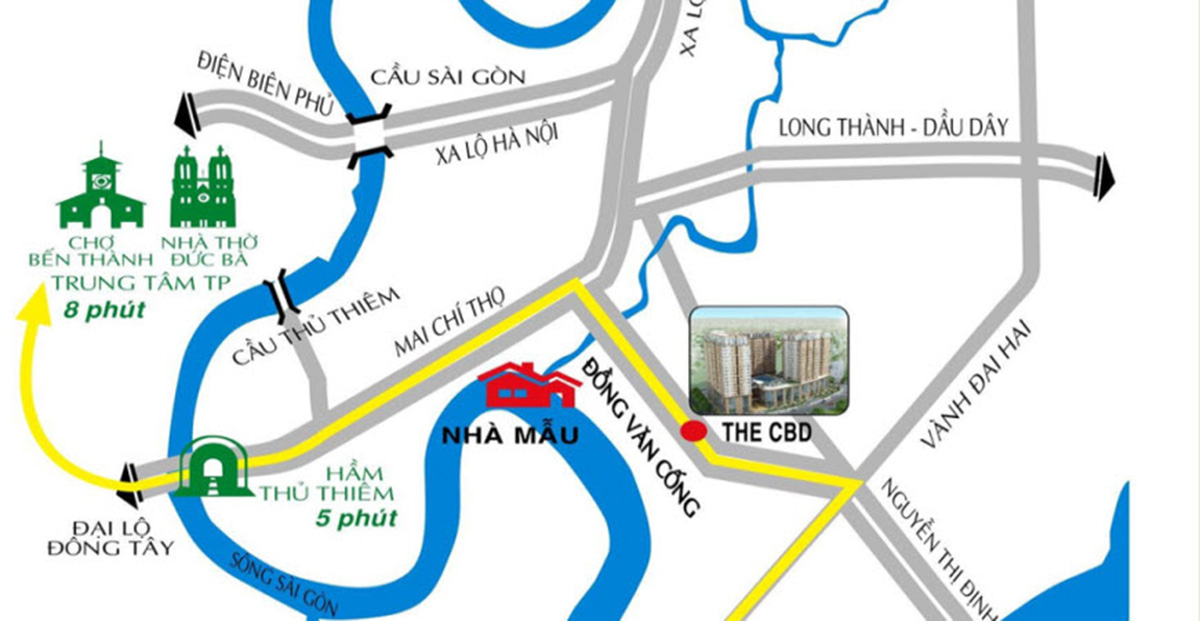 XA LỘ
ĐIỆN BIÊN PHỦ
CẦU SÀI GÒN
XA LỘ HÀ NỘI
LONG THÀNH - DẦU DÂY
CHỢ
BẾN THÀNH
NHÀ THỜ
ĐỨC BÀ
TRUNG TÂM TP
8 phút
CẦU THỦ THIÊM
MAI CHÍ THỌ
VÀNH ĐAI HAI
ĐỒNG VĂN CỐNG
THE CBD
NHÀ MẪU
HẦM
THỦ THIÊM
5 phút
ĐẠI LỘ
ĐÔNG TÂY
SÔNG SÀI GÒN
NGUYỄN THỊ ĐỊNH